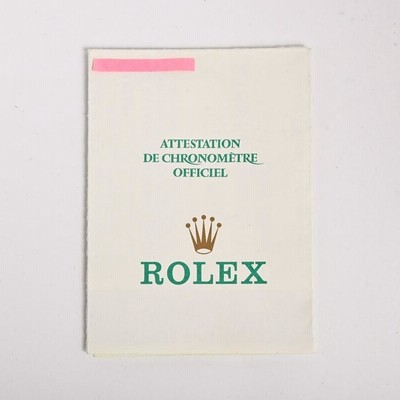 ATTESTATION
DE CHRONOMÈTRE
OFFICIEL
ROLEX